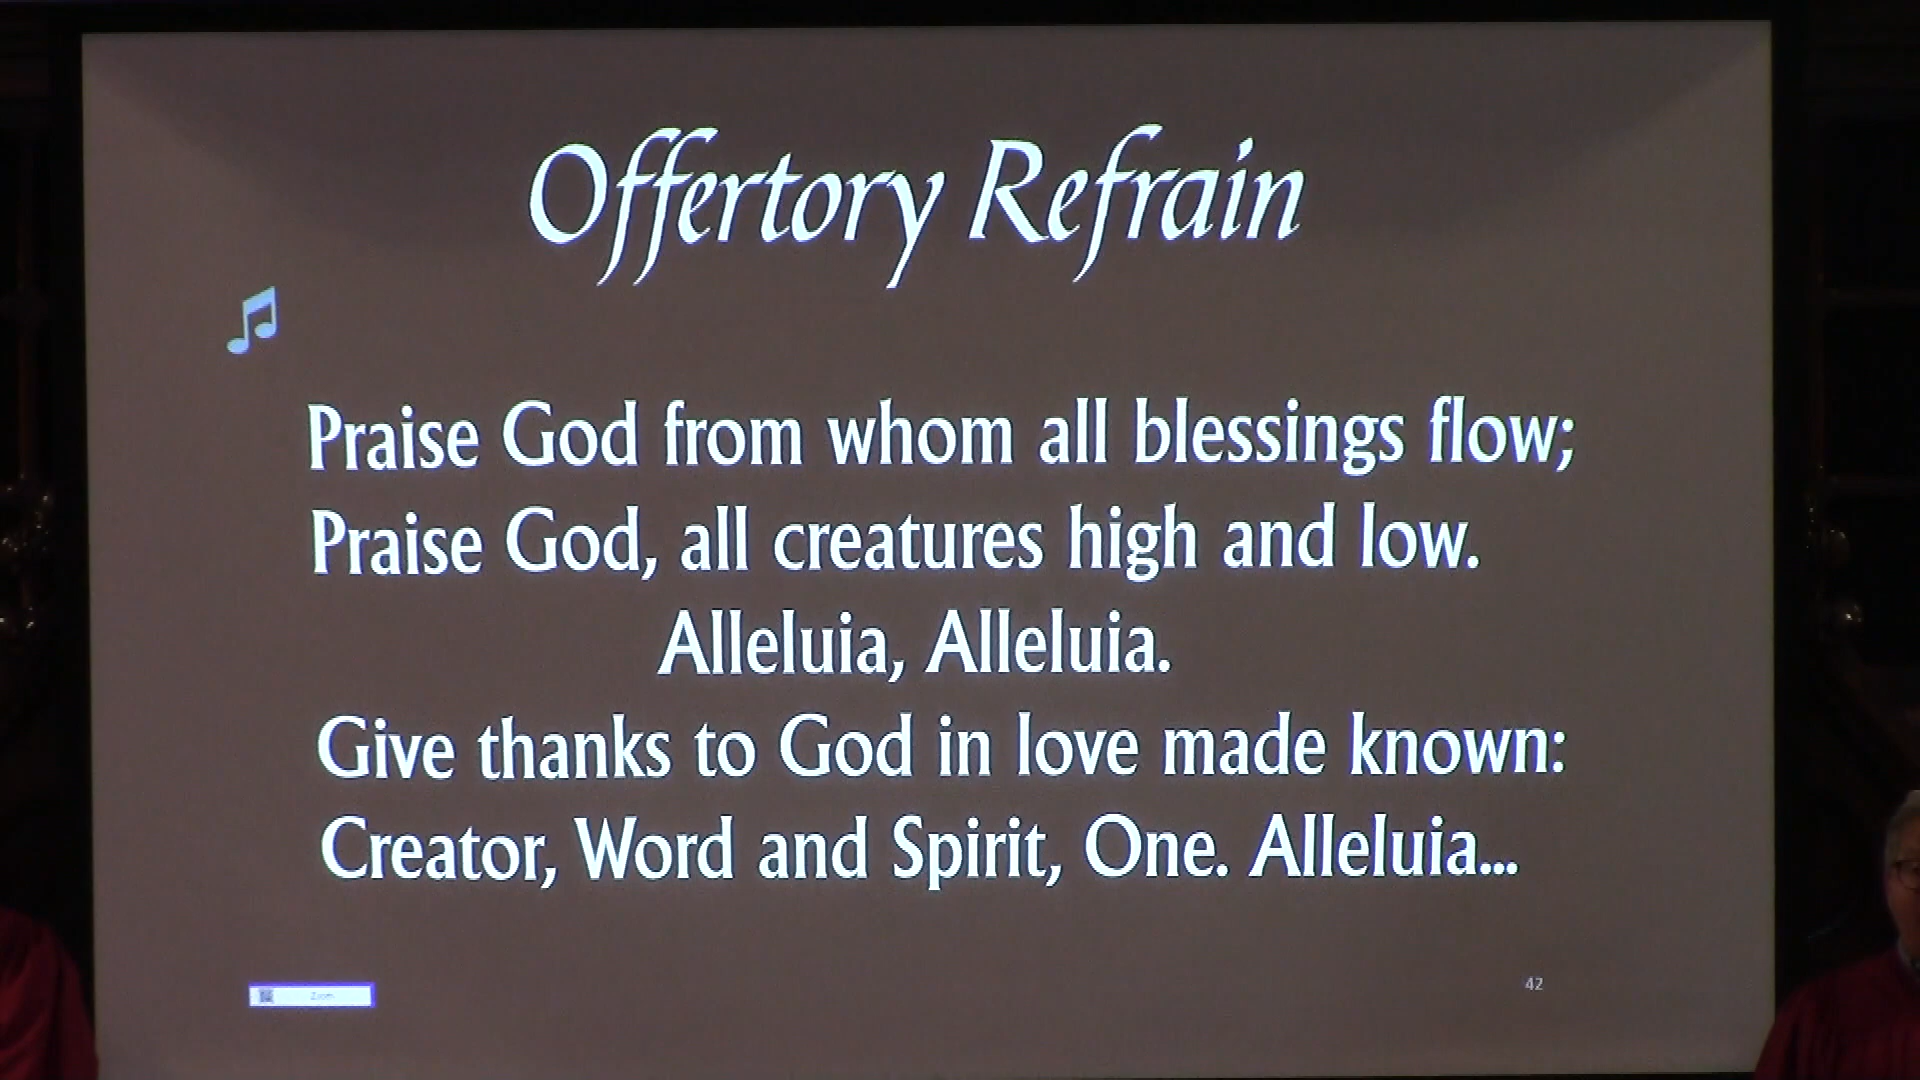 Offertory Refrain
Praise God from whom all blessings flow;
Praise God, all creatures high and low.
Alleluia, Alleluia.
Give thanks to God in love made known:
Creator, Word and Spirit, One. Alleluia...
Zoom
42